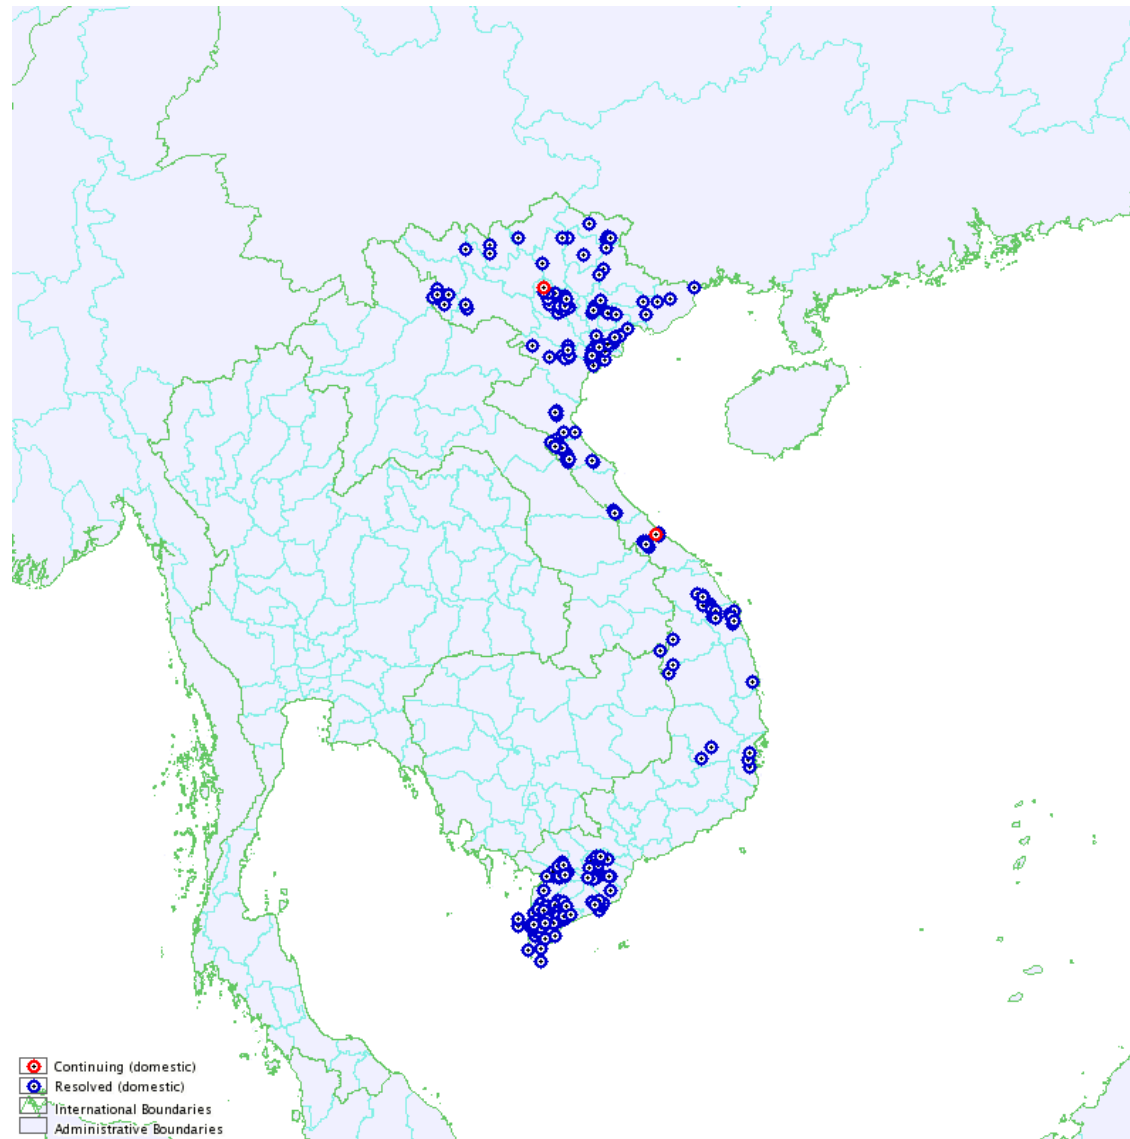 Continuing (domestic)
Resolved (domestic)
International Boundaries
Administrative Boundaries